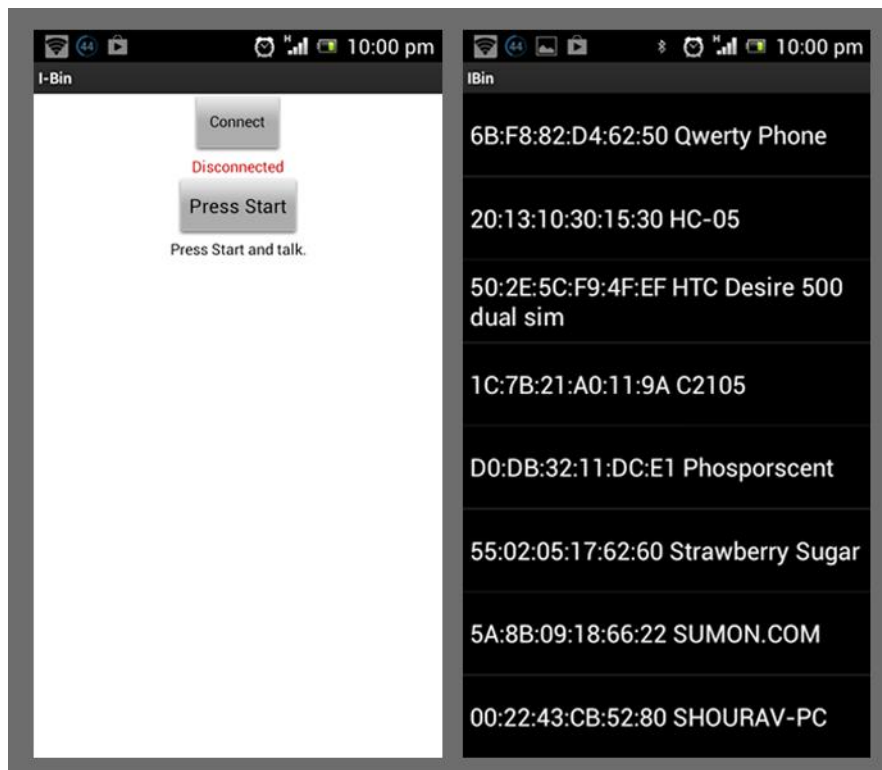 44
H
10:00 pm
I-Bin
Connect
Disconnected
Press Start
Press Start and talk.
44
H
10:00 pm
IBin
6B:F8:82:D4:62:50 Qwerty Phone
20:13:10:30:15:30 HC-05
50:2E:5C:F9:4F:EF HTC Desire 500
dual sim
1C:7B:21:A0:11:9A C2105
D0:DB:32:11:DC:E1 Phosporscent
55:02:05:17:62:60 Strawberry Sugar
5A:8B:09:18:66:22 SUMON.COM
00:22:43:CB:52:80 SHOURAV-PC